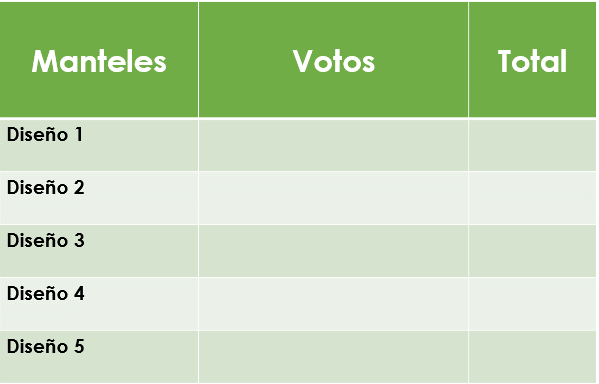 Manteles Votos Total
Diseño 1
Diseño 2
Diseño 3
Diseño 4
Diseño 5